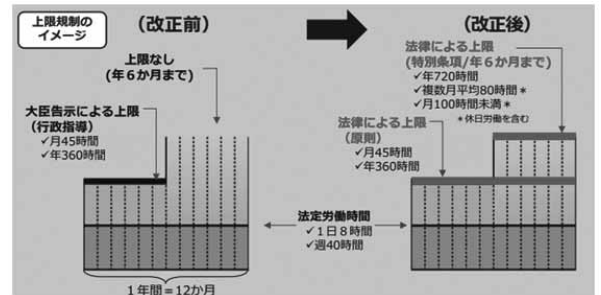 上限規制の
イメージ
(改正前)
(改正後)
上限なし
(年６か月まで)
大臣告示による上限
(行政指導)
✓月45時間
✓年360時間
法律による上限
(特別条項/年６か月まで)
✓年720時間
✓複数月平均80時間＊
✓月100時間未満＊
＊休日労働を含む
法律による上限
(原則)
✓月45時間
✓年360時間
法定労働時間
✓１日８時間
✓週40時間
１年間＝12か月